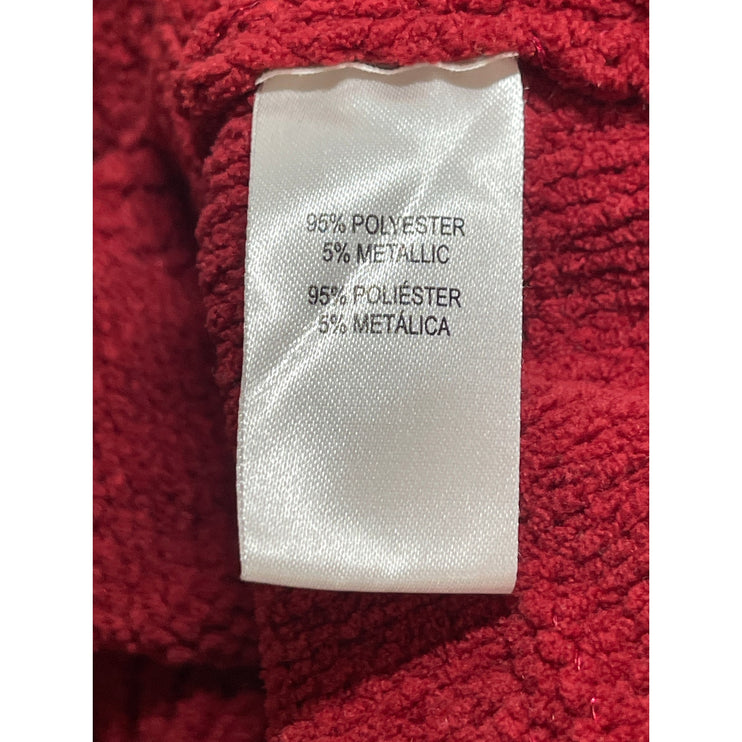 95% POLYESTER
5% METALLIC
95% POLIÉSTER
5% METÁLICA